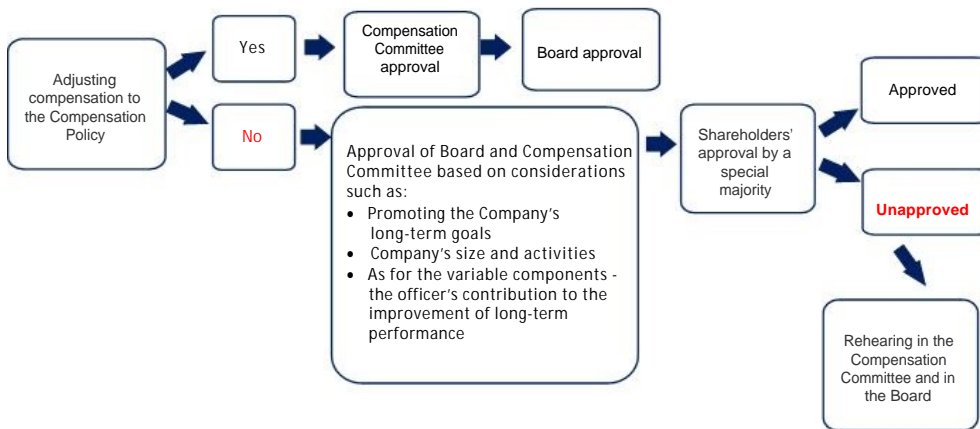 Adjusting
compensation to
the Compensation
Policy
Yes
Compensation
Committee
approval
Board approval
No
Approval of Board and Compensation
Committee based on considerations
such as:
• Promoting the Company's
long-term goals
• Company's size and activities
• As for the variable components -
the officer's contribution to the
improvement of long-term
performance
Shareholders'
approval by a
special
majority
Approved
Unapproved
Rehearing in the
Compensation
Committee and in
the Board